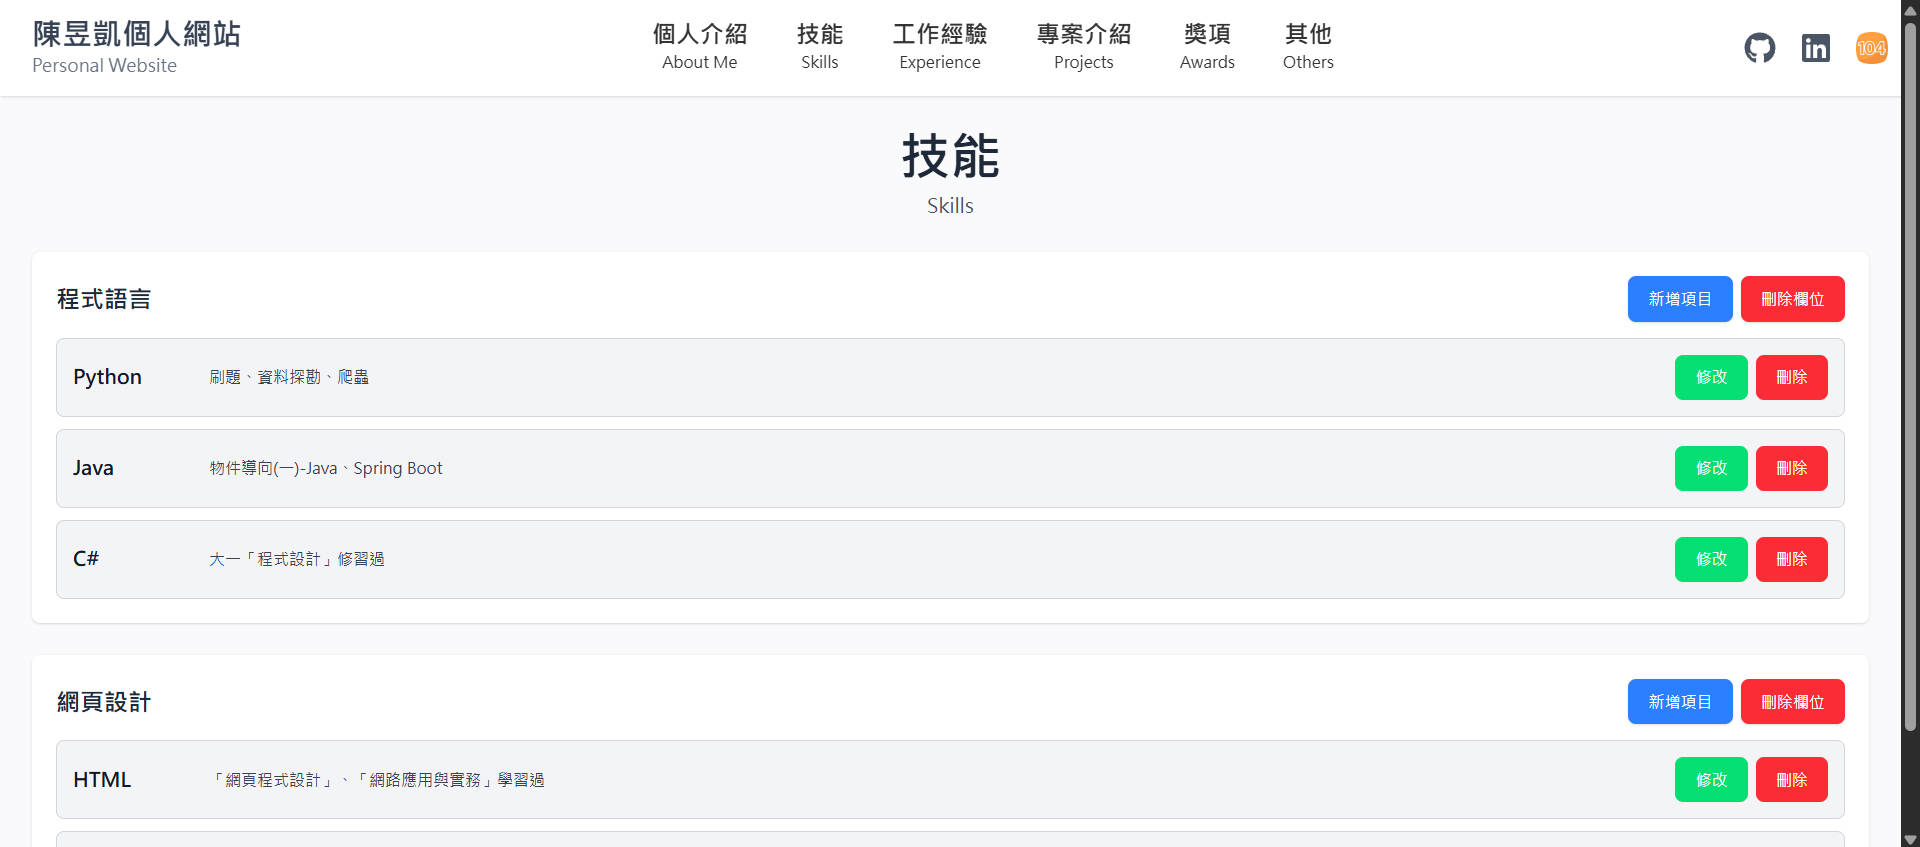 陳昱凱個人網站
Personal Website
個人介紹
About Me
技能
Skills
工作經驗
Experience
專案介紹
Projects
獎項
Awards
其他
Others
104
技能
Skills
程式語言
新增項目
刪除欄位
Python
刷題、資料探勘、爬蟲
修改
刪除
Java
物件導向(一)-Java、Spring Boot
修改
刪除
C#
大一「程式設計」修習過
修改
刪除
網頁設計
新增項目
刪除欄位
HTML
「網頁程式設計」、「網路應用與實務」學習過
修改
刪除